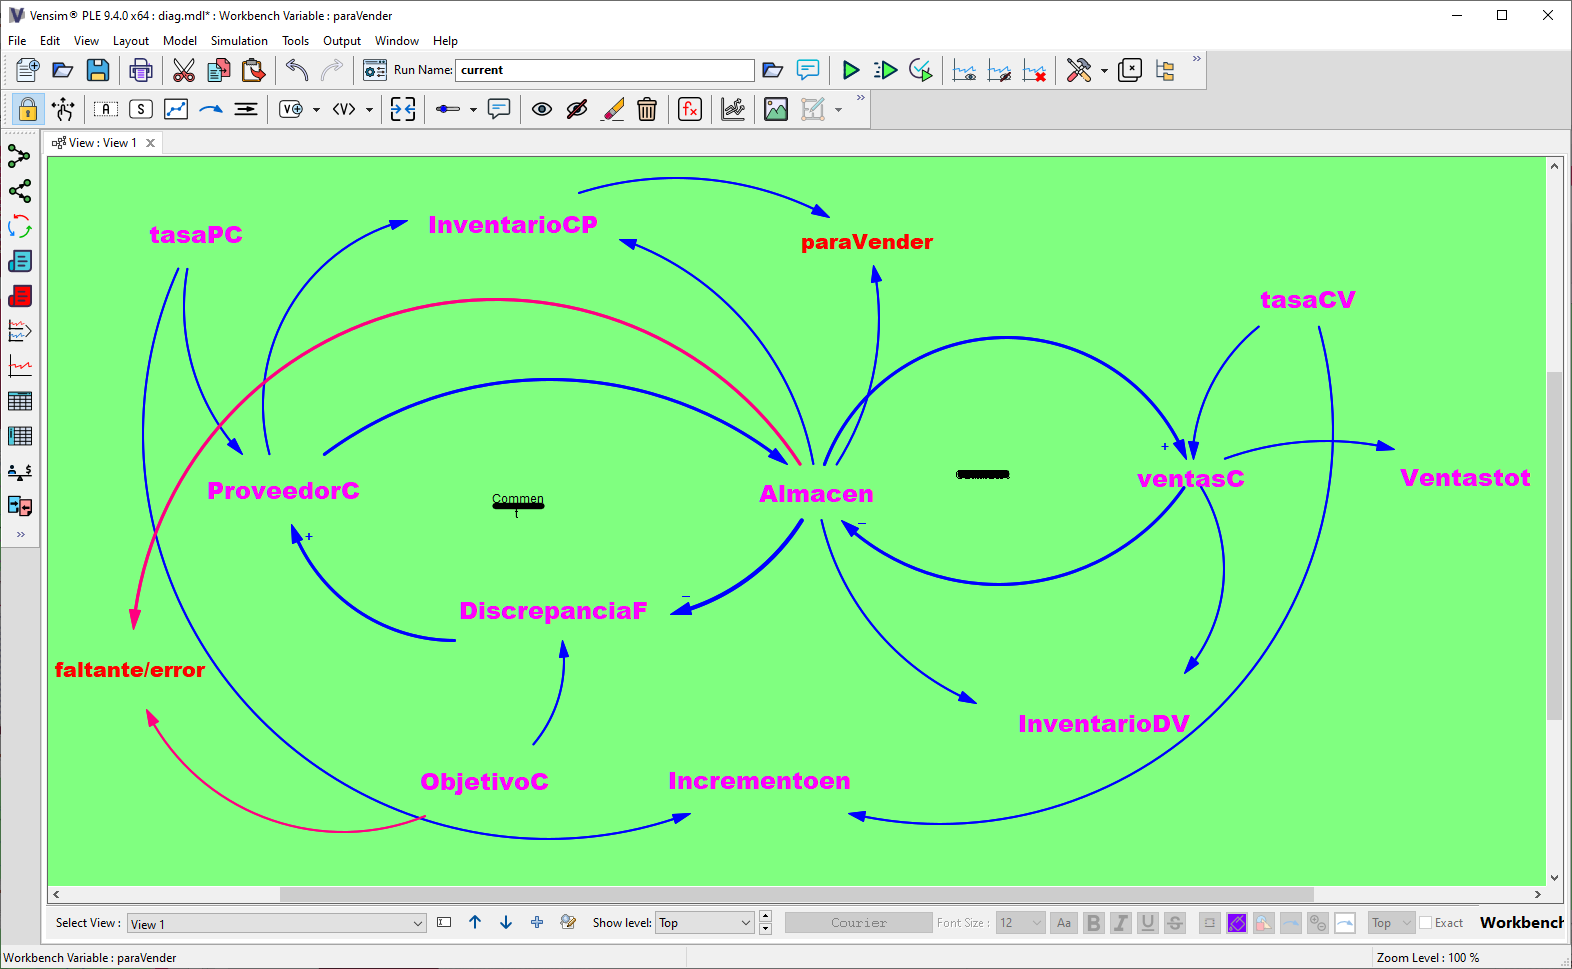 Vensim® PLE 9.4.0 x64 : diag.mdl* : Workbench Variable : paraVender
File Edit View Layout Model Simulation Tools Output Window Help
Run Name: current
View : View 1
InventarioCP
tasaPC
paraVender
tasaCV
+
ventasC
Ventastot
ProveedorC
Almacen
Commen
t
+
−
−
DiscrepanciaF
faltante/error
InventarioDV
ObjetivoC
Incrementoen
Select View : View 1 Show level: Top Courier Font Size : 12 Aa B I U S Top Exact Workbench
Workbench Variable : paraVender Zoom Level : 100 %